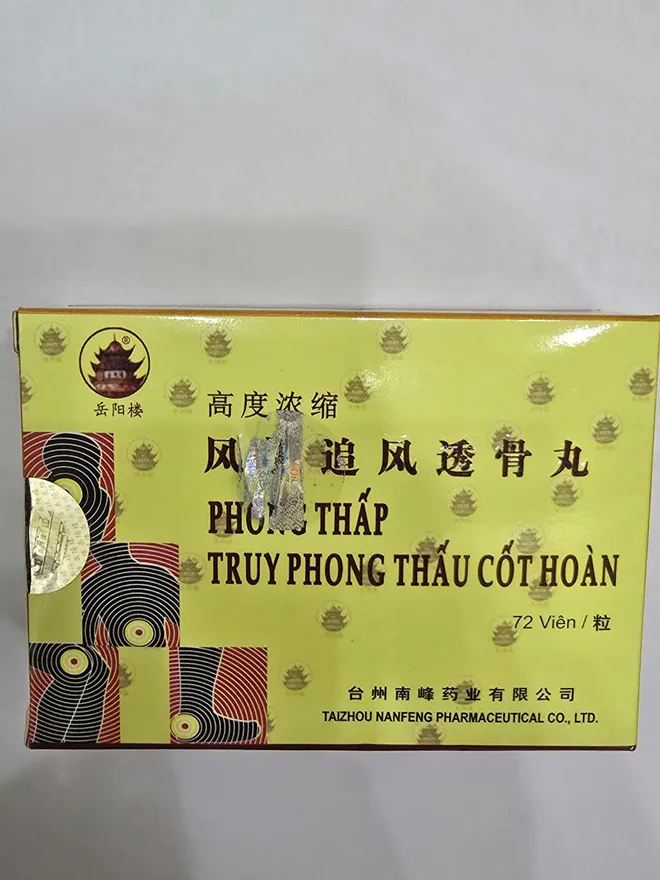 岳阳楼
高度浓缩
风 追风透骨丸
PHONG THẤP
TRUY PHONG THẤU CỐT HOÀN
72 Viên / 粒
台州南峰药业有限公司
TAIZHOU NANFENG PHARMACEUTICAL CO., LTD.